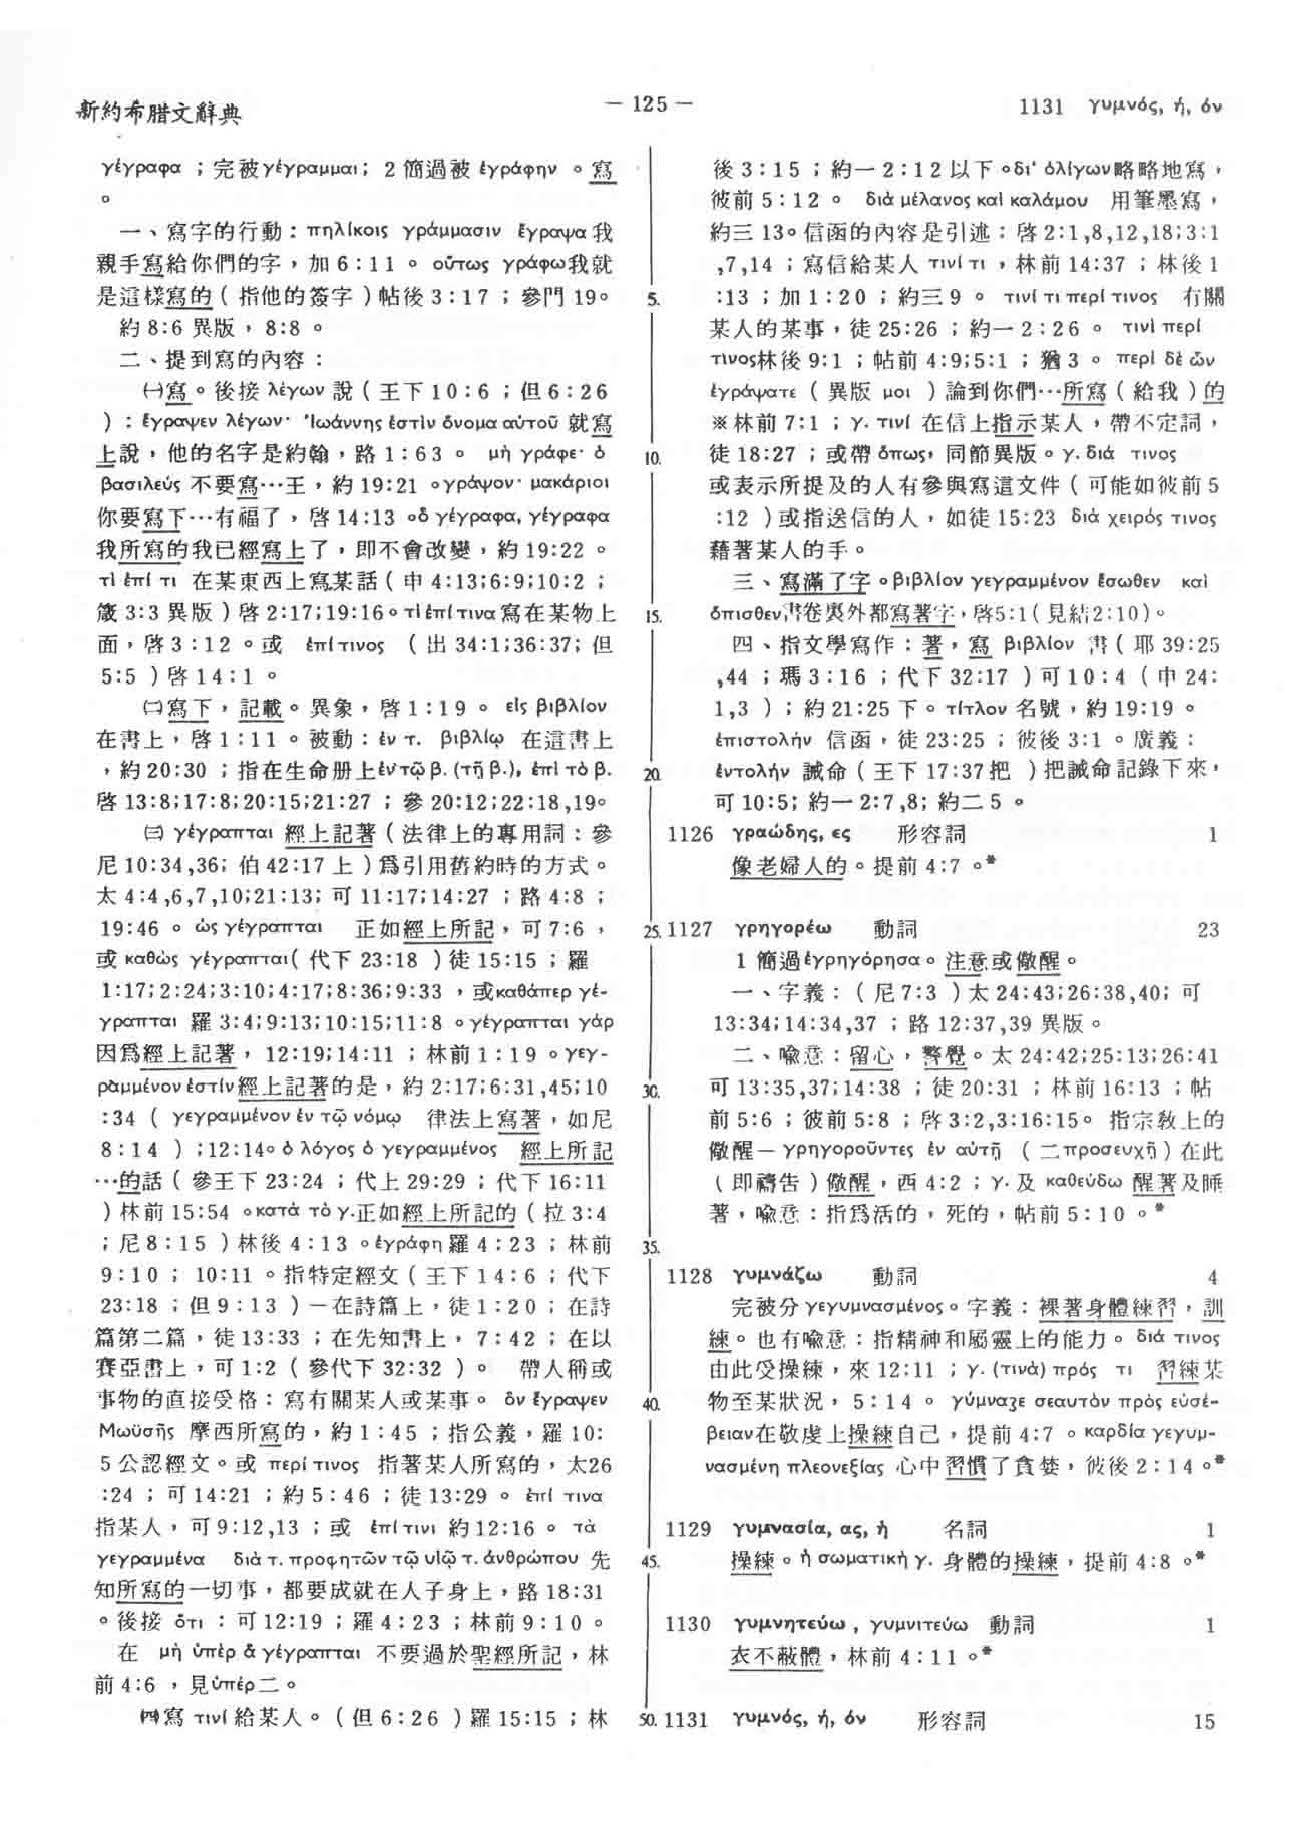 新約希腊文辭典
— 125 —
1131 γυμνός, ή, όν
γέγραφα ；完被γέγραμμαι； 2 簡過被 ἐγράφην 。寫
。
一、寫字的行動：πηλίκοις γράμμασιν ἔγραψα 我
親手寫給你們的字，加 6：11 。 οὕτως γράφω我就
是這樣寫的（指他的簽字）帖後 3：17 ；參門 19。
約 8:6 異版， 8:8 。
二、提到寫的內容：
㈠寫。後接 λέγων 說（王下 10：6 ；但 6：26
）：ἔγραψεν λέγων· Ἰωάννης ἐστὶν ὄνομα αὐτοῦ 就寫
上說，他的名字是約翰，路 1：63 。 μὴ γράφε· ὁ
βασιλεύς 不要寫…王，約 19:21 。γράψον· μακάριοι
你要寫下…有福了，啓 14:13 。ὃ γέγραφα, γέγραφα
我所寫的我已經寫上了，即不會改變，約 19:22 。
τὶ ἐπί τι 在某東西上寫某話（申 4:13;6:9;10:2 ；
箴 3:3 異版）啓 2:17;19:16。τὶ ἐπί τινα 寫在某物上
面，啓 3：12 。或 ἐπί τινος （出 34:1;36:37; 但
5:5 ）啓 14：1 。
㈡寫下，記載。異象，啓 1：19 。 εἰς βιβλίον
在書上，啓 1：11 。被動：ἐν τ. βιβλίῳ 在這書上
，約 20:30 ；指在生命册上ἐν τῷ β. (τῇ β.), ἐπὶ τὸ β.
啓 13:8;17:8;20:15;21:27 ；參 20:12;22:18,19。
㈢ γέγραπται 經上記著（法律上的專用詞：參
尼 10:34,36; 伯 42:17 上）爲引用舊約時的方式。
太 4:4,6,7,10;21:13; 可 11:17;14:27 ；路 4:8 ；
19:46 。 ὡς γέγραπται 正如經上所記，可 7:6 ，
或 καθὼς γέγραπται（代下 23:18 ）徒 15:15 ；羅
1:17;2:24;3:10;4:17;8:36;9:33 ，或καθάπερ γέ-
γραπται 羅 3:4;9:13;10:15;11:8 。γέγραπται γάρ
因爲經上記著， 12:19;14:11 ；林前 1：19 。γεγ-
ραμμένον ἐστίν經上記著的是，約 2:17;6:31,45;10
:34 （ γεγραμμένον ἐν τῷ νόμῳ 律法上寫著，如尼
8：14 ）;12:14。ὁ λόγος ὁ γεγραμμένος 經上所記
…的話（參王下 23:24 ；代上 29:29 ；代下 16:11
）林前 15:54 。κατὰ τὸ γ.正如經上所記的（拉 3:4
；尼 8：15 ）林後 4：13 。ἐγράφη 羅 4：23 ；林前
9：10 ； 10:11 。指特定經文（王下 14：6 ；代下
23:18 ；但 9：13 ）—在詩篇上，徒 1：20 ；在詩
篇第二篇，徒 13:33 ；在先知書上， 7：42 ；在以
賽亞書上，可 1:2 （參代下 32:32 ）。 帶人稱或
事物的直接受格：寫有關某人或某事。 ὃν ἔγραψεν
Μωϋσῆς 摩西所寫的，約 1：45 ；指公義，羅 10：
5 公認經文。或 περί τινος 指著某人所寫的，太26
:24 ；可 14:21 ；約 5：46 ；徒 13:29 。 ἐπί τινα
指某人，可 9:12,13 ；或 ἐπί τινι 約 12:16 。 τὰ
γεγραμμένα διὰ τ. προφητῶν τῷ υἱῷ τ. ἀνθρώπου 先
知所寫的一切事，都要成就在人子身上，路 18:31
。後接 ὅτι ：可 12:19 ；羅 4：23 ；林前 9：10 。
在 μὴ ὑπὲρ ἃ γέγραπται 不要過於聖經所記，林
前 4:6 ，見ὑπέρ二。
㈣寫 τινί 給某人。（但 6：26 ）羅 15:15 ；林
5.
10.
15.
20.
25.
30.
35.
40.
45.
50.
後 3：15 ；約一 2：12 以下。δι' ὀλίγων略略地寫，
彼前 5：12 。 διὰ μέλανος καὶ καλάμου 用筆墨寫，
約三 13。信函的內容是引述：啓 2:1,8,12,18;3:1
,7,14 ；寫信給某人 τινί τι ，林前 14:37 ；林後 1
:13 ；加 1：20 ；約三 9 。 τινί τι περί τινος 有關
某人的某事，徒 25:26 ；約一 2：26 。 τινὶ περί
τινος林後 9:1 ；帖前 4:9;5:1 ；猶 3 。 περὶ δὲ ὧν
ἐγράψατε （異版 μοι ）論到你們…所寫（給我）的
※林前 7:1 ；γ. τινί 在信上指示某人，帶不定詞，
徒 18:27 ；或帶 ὅπως，同節異版。γ. διά τινος
或表示所提及的人有參與寫這文件（可能如彼前 5
:12 ）或指送信的人，如徒 15:23 διὰ χειρός τινος
藉著某人的手。
三、寫滿了字。βιβλίον γεγραμμένον ἔσωθεν καὶ
ὄπισθεν書卷裏外都寫著字，啓5:1（見結2:10）。
四、指文學寫作：著，寫 βιβλίον 書（耶 39:25
,44 ；瑪 3：16 ；代下 32:17 ）可 10：4 （申 24：
1,3 ）；約 21:25 下。τίτλον 名號，約 19:19 。
ἐπιστολήν 信函，徒 23:25 ；彼後 3:1 。廣義：
ἐντολήν 誡命（王下 17:37把 ）把誡命記錄下來，
可 10:5; 約一 2:7,8; 約二 5 。
1126 γραώδης, ες 形容詞 1
像老婦人的。提前 4:7 。*
1127 γρηγορέω 動詞 23
1 簡過ἐγρηγόρησα。注意或儆醒。
一、字義：（尼 7:3 ）太 24:43;26:38,40; 可
13:34;14:34,37 ；路 12:37,39 異版。
二、喩意：留心，警覺。太 24:42;25:13;26:41
可 13:35,37;14:38 ；徒 20:31 ；林前 16:13 ；帖
前 5:6 ；彼前 5:8 ；啓 3:2,3:16:15。 指宗教上的
儆醒— γρηγοροῦντες ἐν αὐτῇ （二προσευχῇ）在此
（即禱告）儆醒，西 4:2 ；γ. 及 καθεύδω 醒著及睡
著，喩意：指爲活的，死的，帖前 5：10 。*
1128 γυμνάζω 動詞 4
完被分 γεγυμνασμένος。字義：裸著身體練習，訓
練。也有喩意：指精神和屬靈上的能力。 διά τινος
由此受操練，來 12:11 ；γ. (τινὰ) πρός τι 習練某
物至某狀況， 5：14 。 γύμναζε σεαυτὸν πρὸς εὐσέ-
βειαν在敬虔上操練自己，提前 4:7 。καρδία γεγυμ-
νασμένη πλεονεξίας 心中習慣了貪婪，彼後 2：14 。*
1129 γυμνασία, ας, ἡ 名詞 1
操練。ἡ σωματικὴ γ. 身體的操練，提前 4:8 。*
1130 γυμνητεύω , γυμνιτεύω 動詞 1
衣不蔽體，林前 4：11 。*
1131 γυμνός, ή, όν 形容詞 15